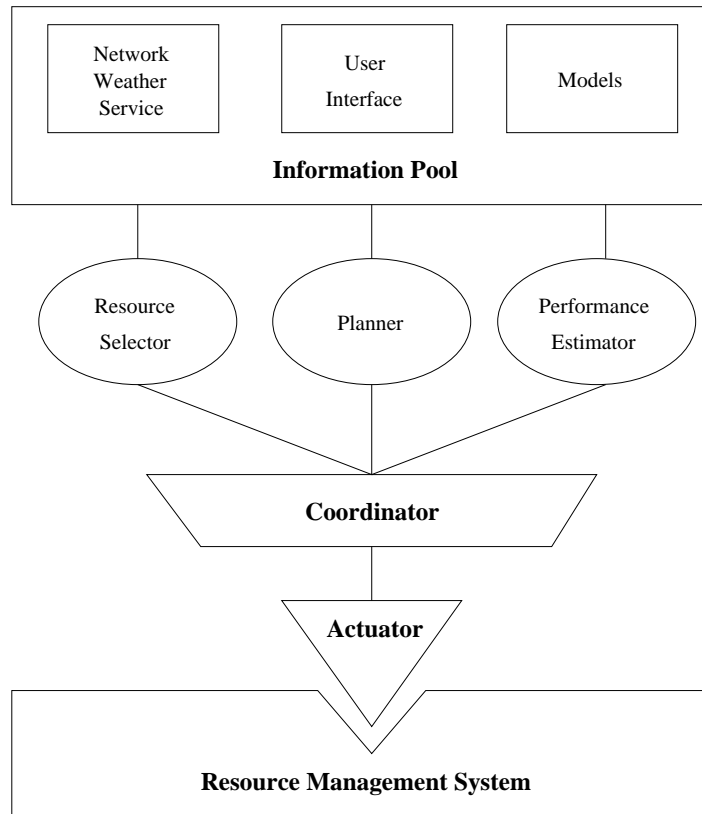 Network
Weather
Service
User
Interface
Models
Information Pool
Resource
Selector
Planner
Performance
Estimator
Coordinator
Actuator
Resource Management System